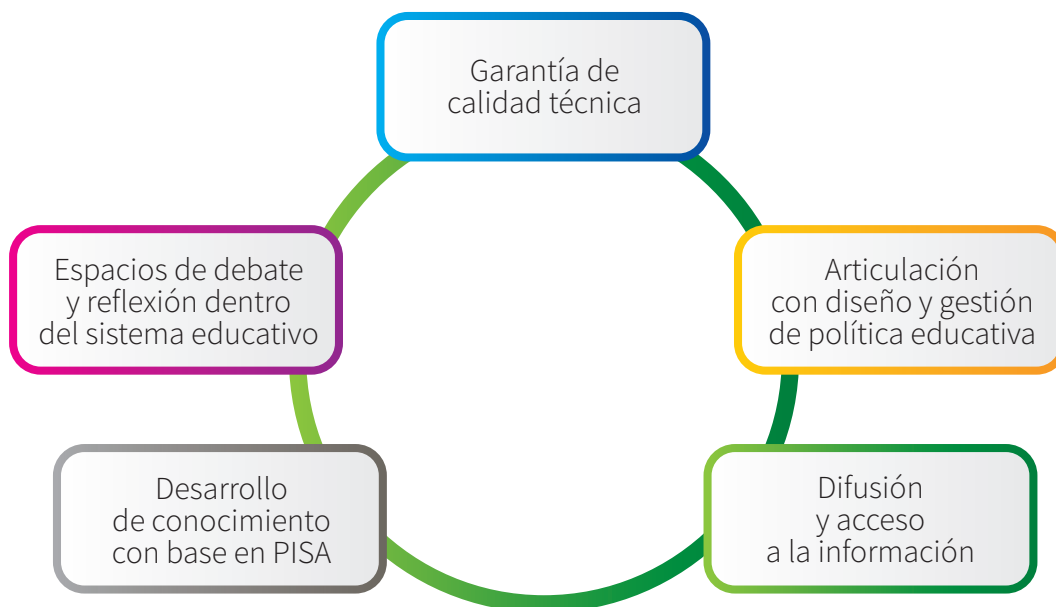 Garantía de
calidad técnica
Espacios de debate
y reflexión dentro
del sistema educativo
Articulación
con diseño y gestión
de política educativa
Desarrollo
de conocimiento
con base en PISA
Difusión
y acceso
a la información